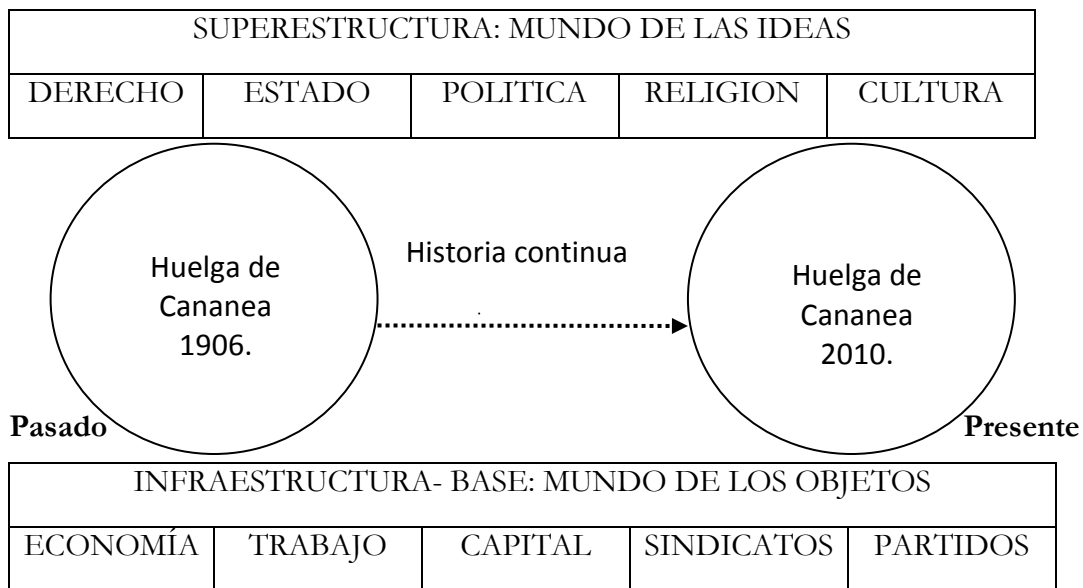 SUPERESTRUCTURA: MUNDO DE LAS IDEAS
DERECHO ESTADO POLITICA RELIGION CULTURA
Huelga de
Cananea
1906.
Historia continua
Huelga de
Cananea
2010.
Pasado
Presente
INFRAESTRUCTURA- BASE: MUNDO DE LOS OBJETOS
ECONOMÍA TRABAJO CAPITAL SINDICATOS PARTIDOS